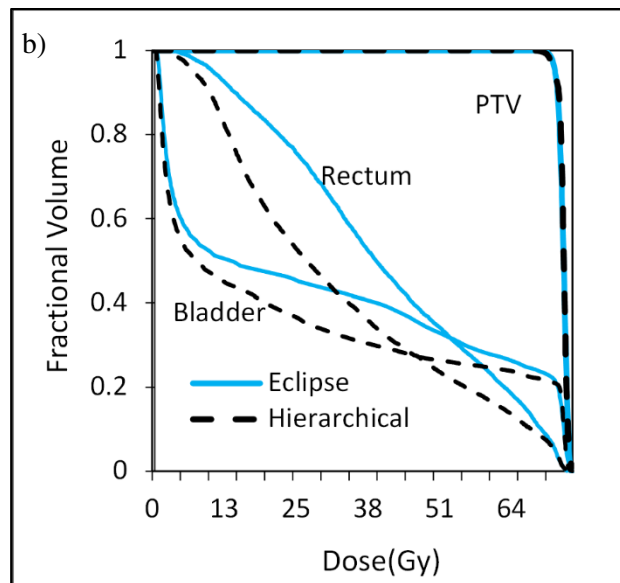 b)
1
0.8
0.6
0.4
0.2
0
Fractional Volume
PTV
Rectum
Bladder
Eclipse
Hierarchical
0 13 25 38 51 64
Dose(Gy)